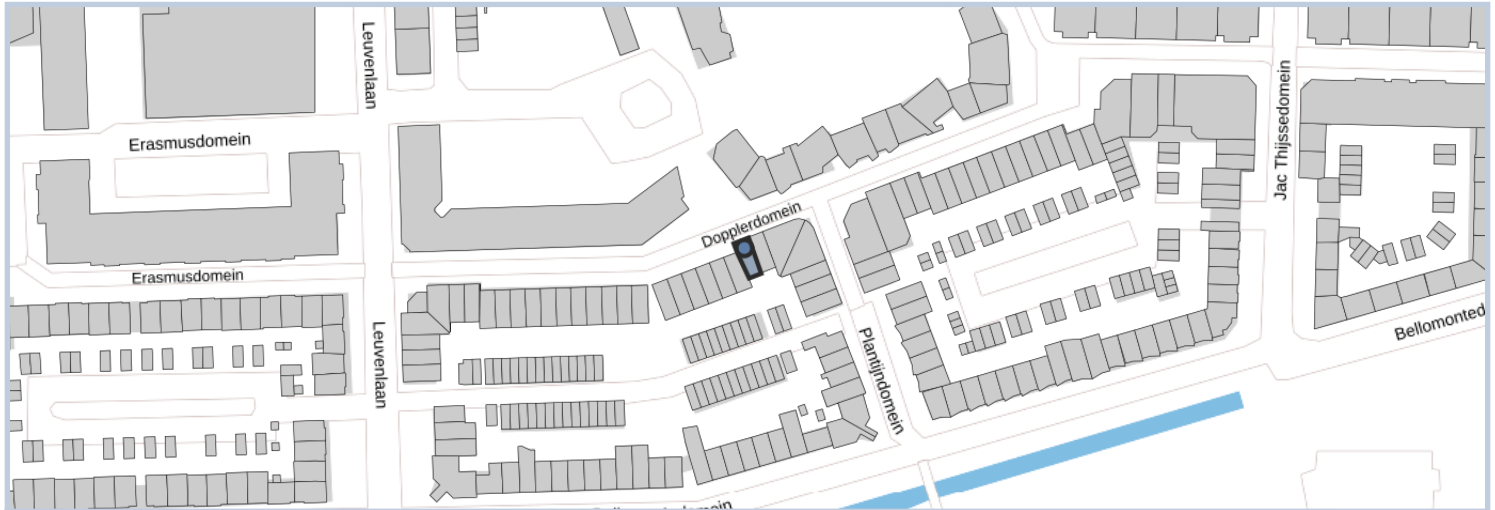 Leuvenlaan
Erasmusdomein
Jac Thijssedomein
Dopplerdomein
Erasmusdomein
Leuvenlaan
Plantijndomein
Bellomonted